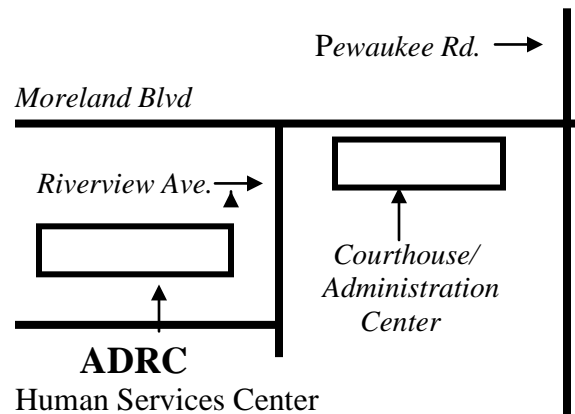 Pewaukee Rd.
Moreland Blvd
Riverview Ave.
Courthouse/
Administration
Center
ADRC
Human Services Center